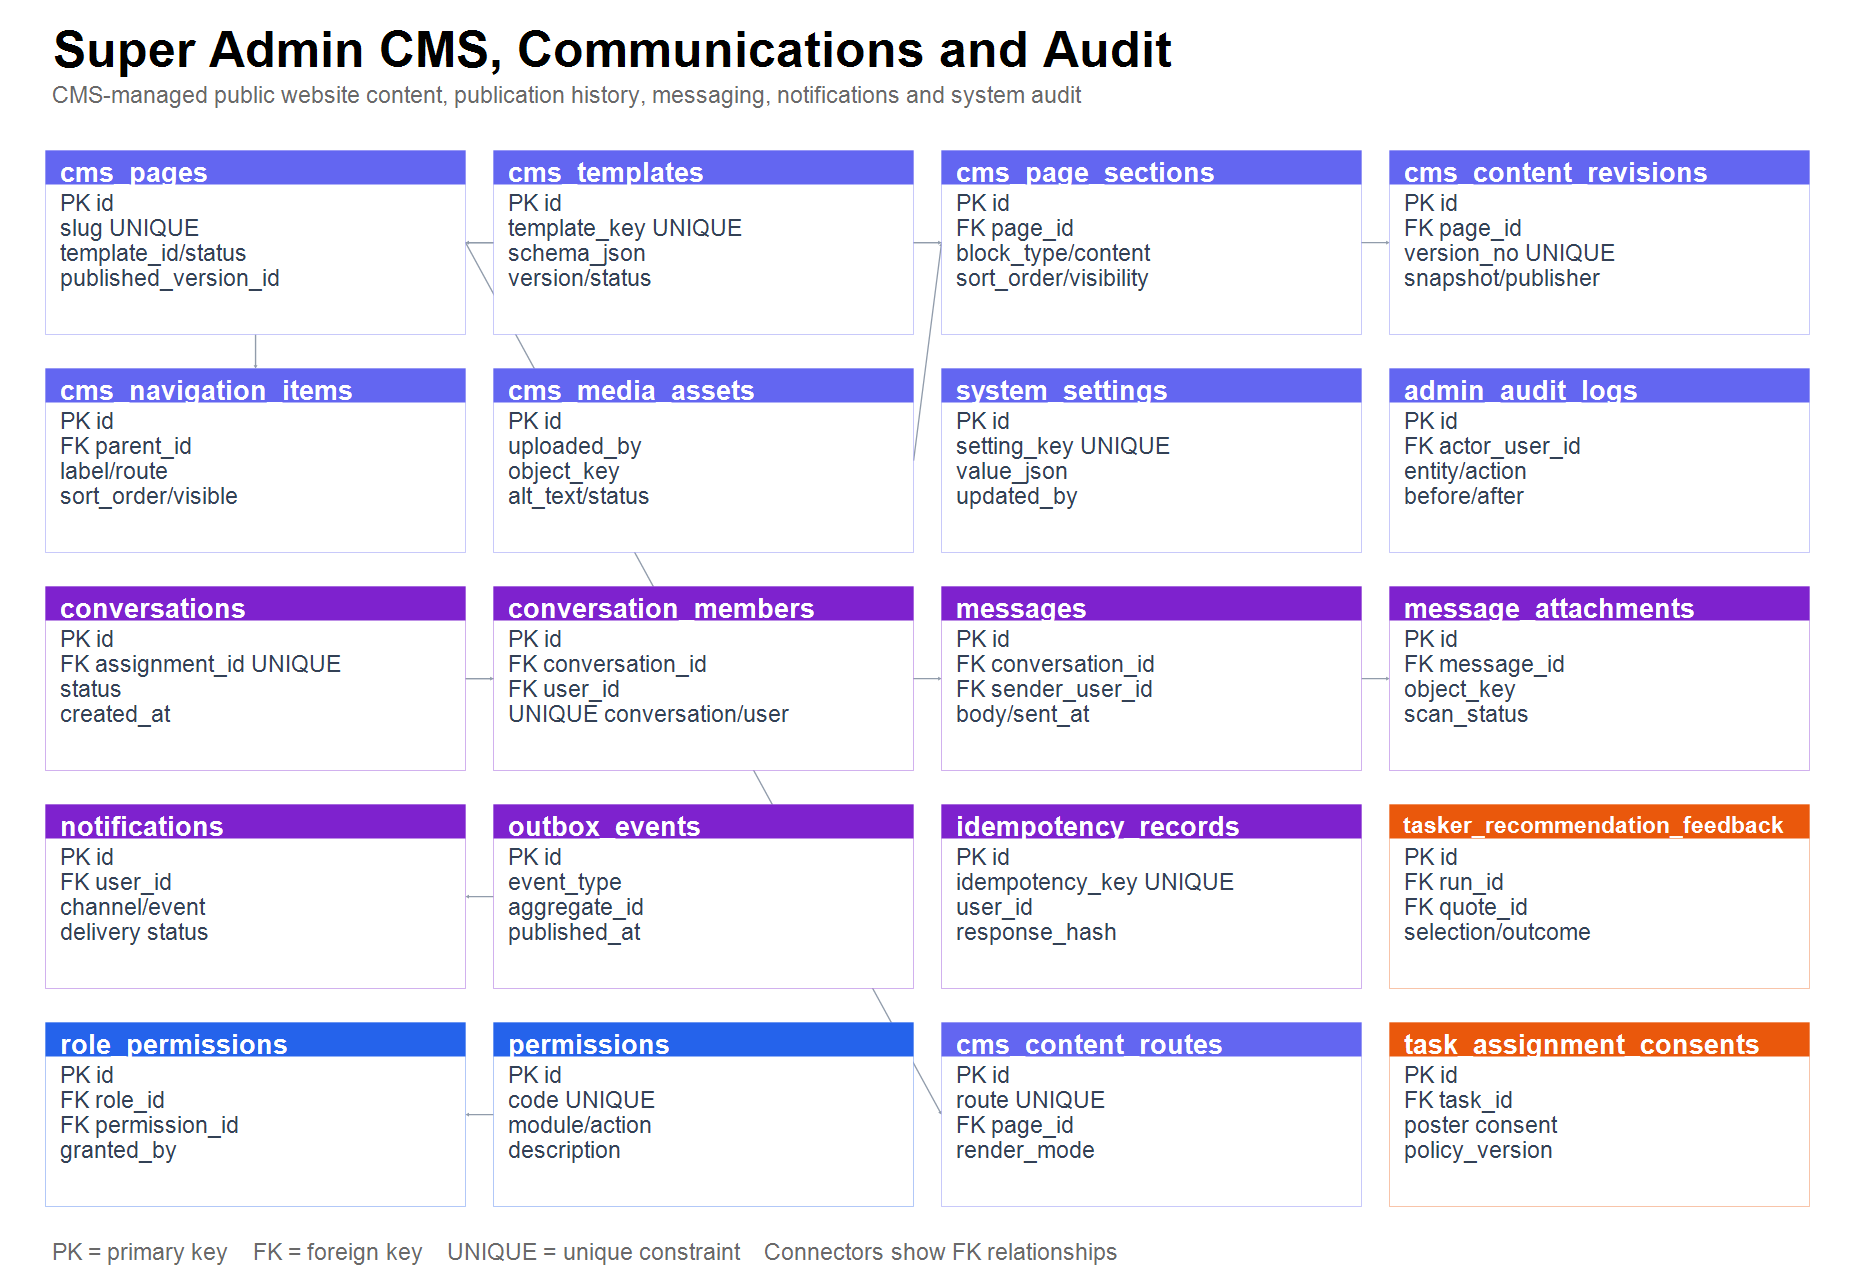 Super Admin CMS, Communications and Audit
CMS-managed public website content, publication history, messaging, notifications and system audit
cms_pages
PK id
slug UNIQUE
template_id/status
published_version_id
cms_templates
PK id
template_key UNIQUE
schema_json
version/status
cms_page_sections
PK id
FK page_id
block_type/content
sort_order/visibility
cms_content_revisions
PK id
FK page_id
version_no UNIQUE
snapshot/publisher
cms_navigation_items
PK id
FK parent_id
label/route
sort_order/visible
cms_media_assets
PK id
uploaded_by
object_key
alt_text/status
system_settings
PK id
setting_key UNIQUE
value_json
updated_by
admin_audit_logs
PK id
FK actor_user_id
entity/action
before/after
conversations
PK id
FK assignment_id UNIQUE
status
created_at
conversation_members
PK id
FK conversation_id
FK user_id
UNIQUE conversation/user
messages
PK id
FK conversation_id
FK sender_user_id
body/sent_at
message_attachments
PK id
FK message_id
object_key
scan_status
notifications
PK id
FK user_id
channel/event
delivery status
outbox_events
PK id
event_type
aggregate_id
published_at
idempotency_records
PK id
idempotency_key UNIQUE
user_id
response_hash
tasker_recommendation_feedback
PK id
FK run_id
FK quote_id
selection/outcome
role_permissions
PK id
FK role_id
FK permission_id
granted_by
permissions
PK id
code UNIQUE
module/action
description
cms_content_routes
PK id
route UNIQUE
FK page_id
render_mode
task_assignment_consents
PK id
FK task_id
poster consent
policy_version
PK = primary key    FK = foreign key    UNIQUE = unique constraint    Connectors show FK relationships